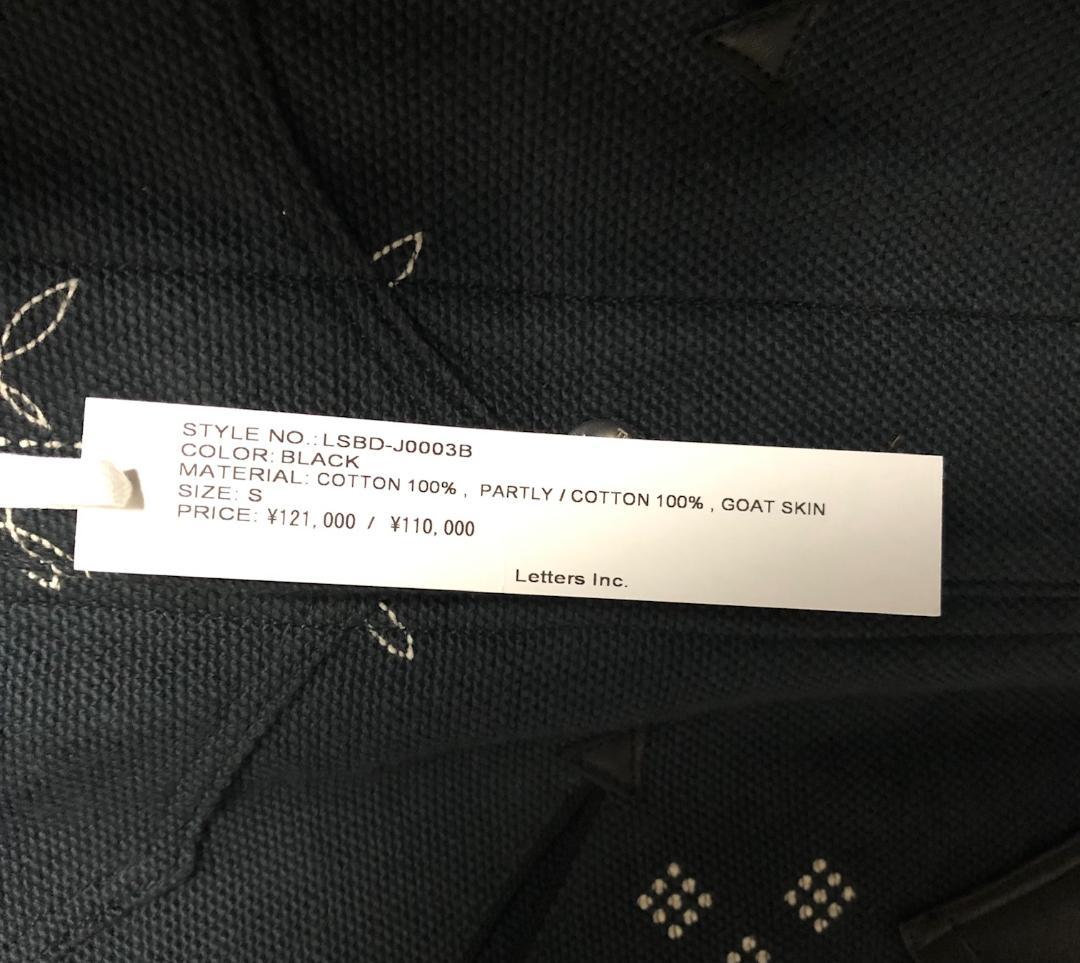 STYLE NO.:LSBD-J0003B
COLOR: BLACK
MATERIAL: COTTON 100% , PARTLY / COTTON 100% , GOAT SKIN
SIZE: S
PRICE: ¥121,000 / ¥110,000
Letters Inc.